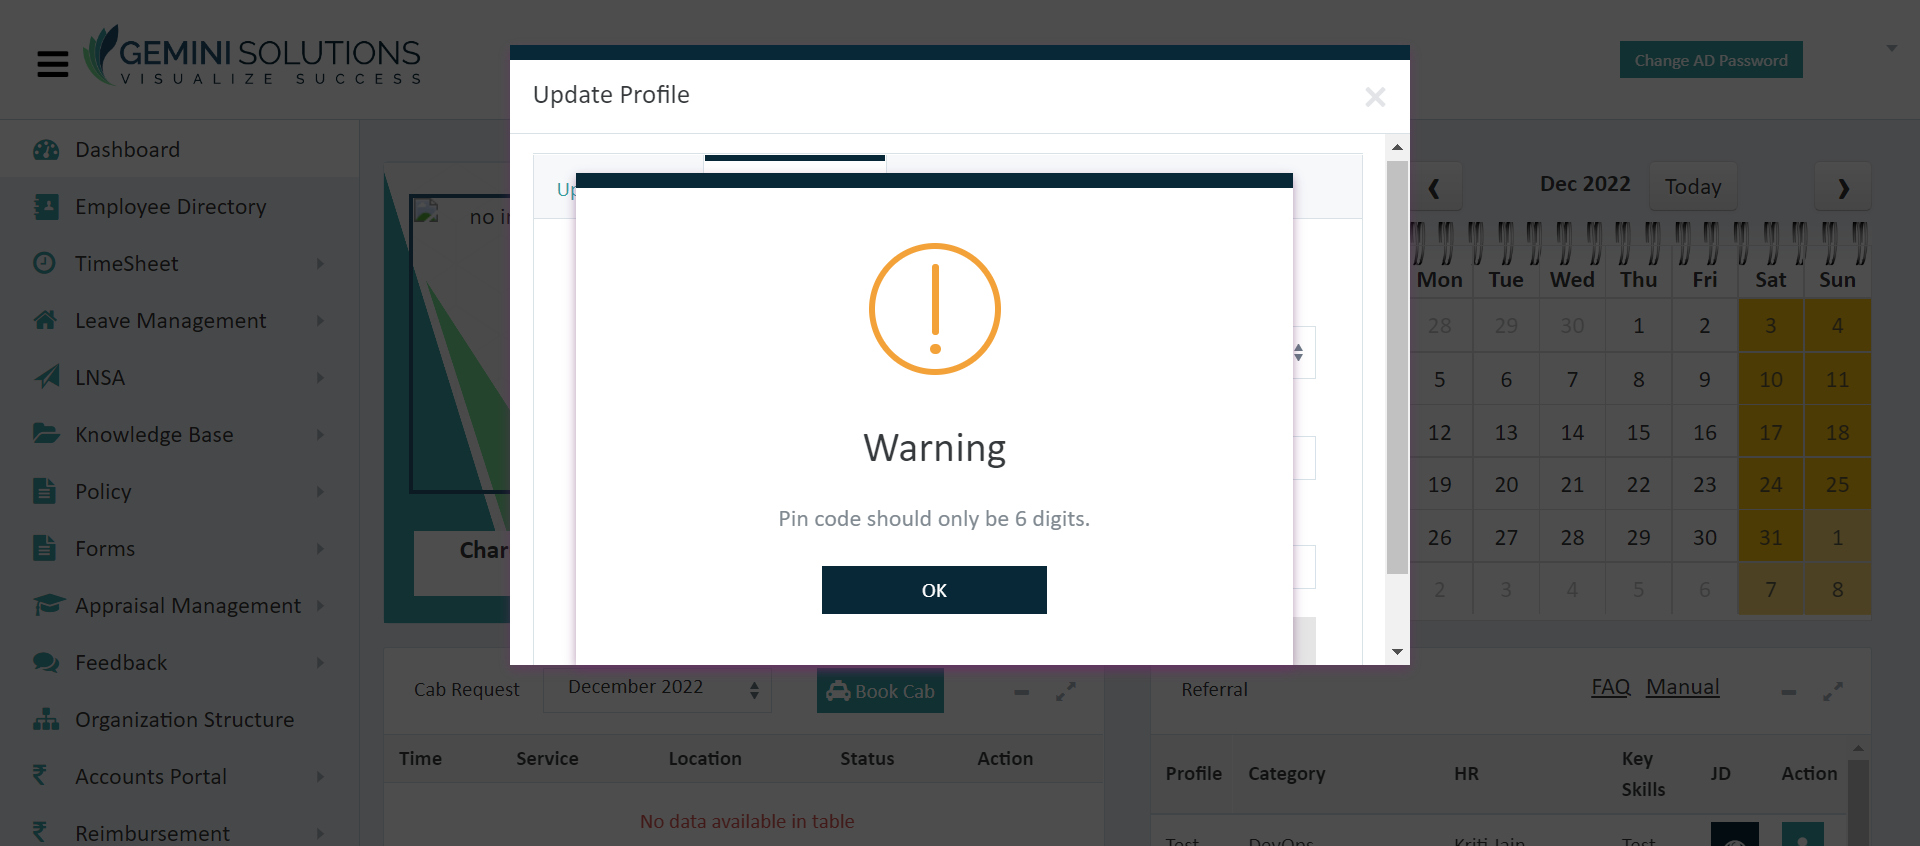 GEMINI SOLUTIONS
VISUALIZE SUCCESS
Change AD Password
Update Profile
×
Dashboard
Employee Directory
TimeSheet
Leave Management
LNSA
Knowledge Base
Policy
Forms
Appraisal Management
Feedback
Organization Structure
Accounts Portal
Reimbursement
no
Char
Warning
Pin code should only be 6 digits.
OK
Dec 2022 Today
Mon Tue Wed Thu Fri Sat Sun
28 29 30 1 2 3 4
5 6 7 8 9 10 11
12 13 14 15 16 17 18
19 20 21 22 23 24 25
26 27 28 29 30 31 1
2 3 4 5 6 7 8
Cab Request December 2022 Book Cab
Time Service Location Status Action
No data available in table
Referral FAQ Manual
Profile Category HR Key Skills JD Action
Test DevOps Kriti Jain Test